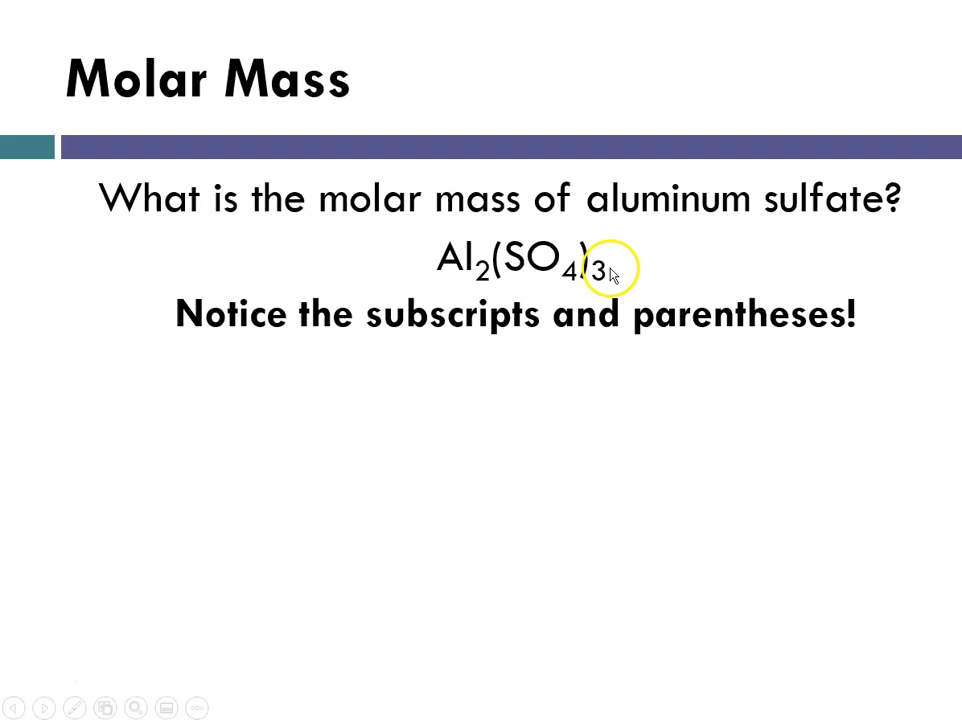 Molar Mass
What is the molar mass of aluminum sulfate?
Al₂(SO₄)₃
Notice the subscripts and parentheses!